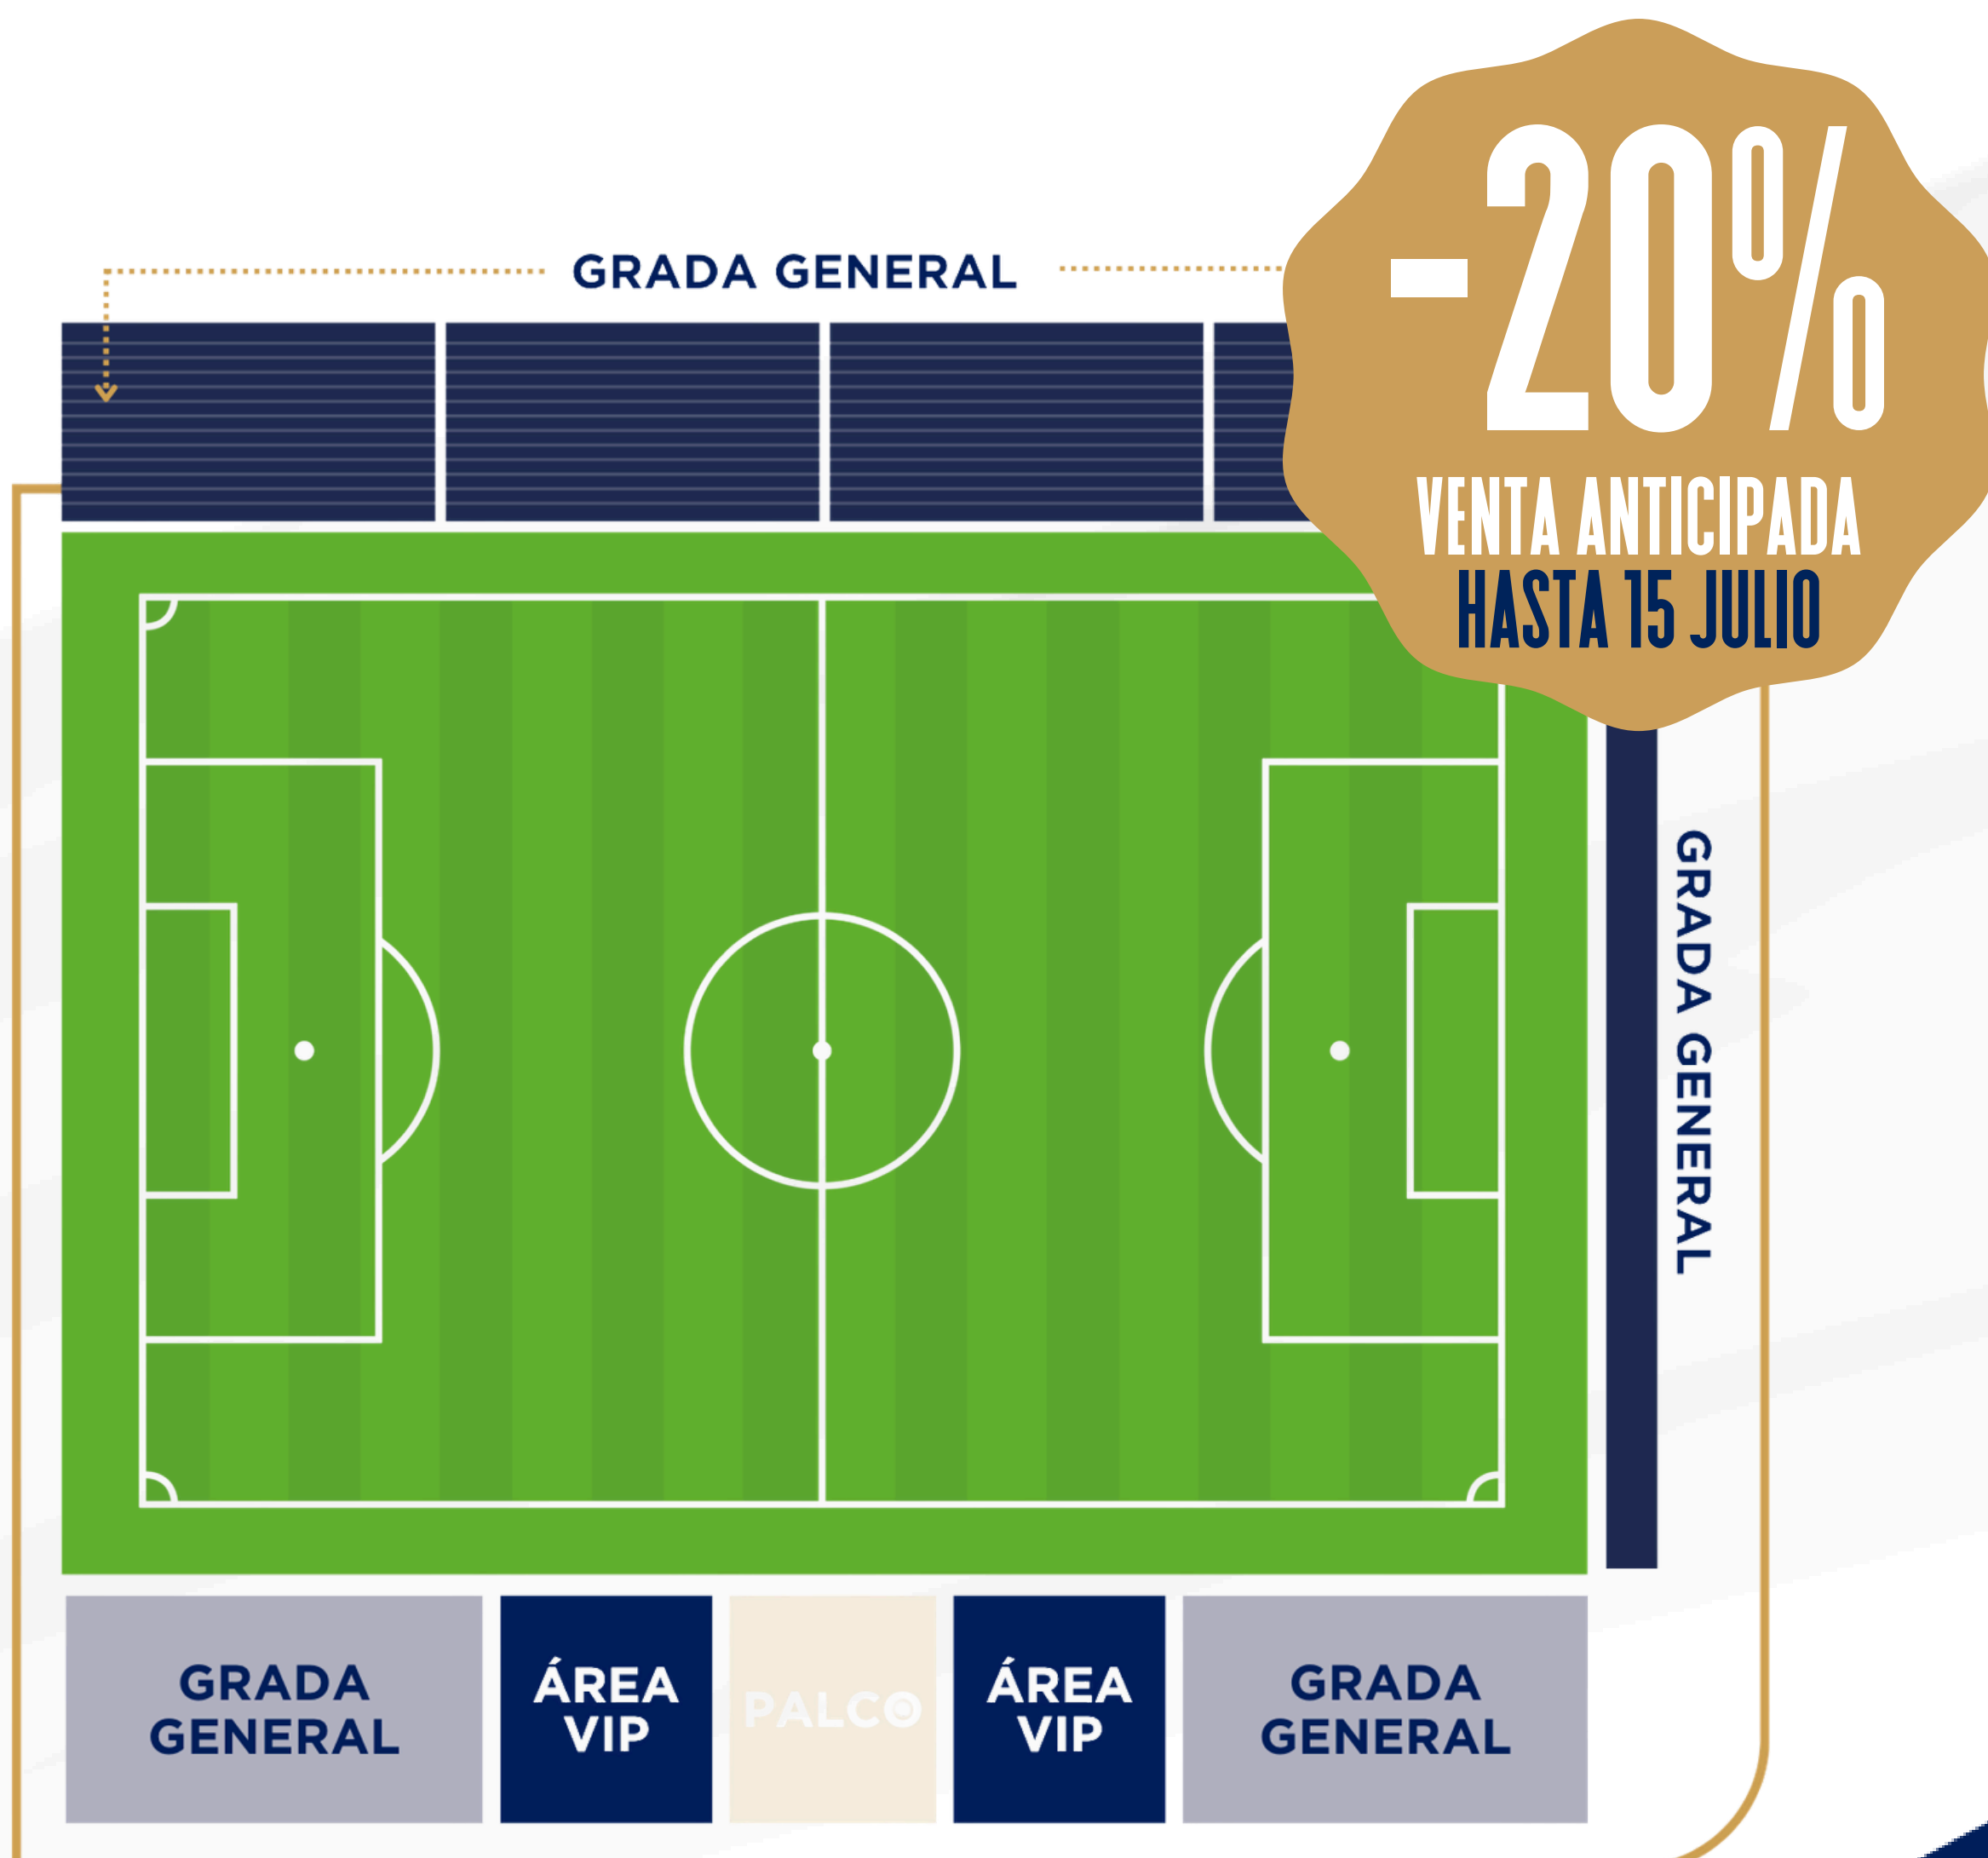 -20%
VENTA ANTICIPADA
HASTA 15 JULIO
GRADA GENERAL
GRADA GENERAL
GRADA
GENERAL
ÁREA
VIP
PALCO
ÁREA
VIP
GRADA
GENERAL